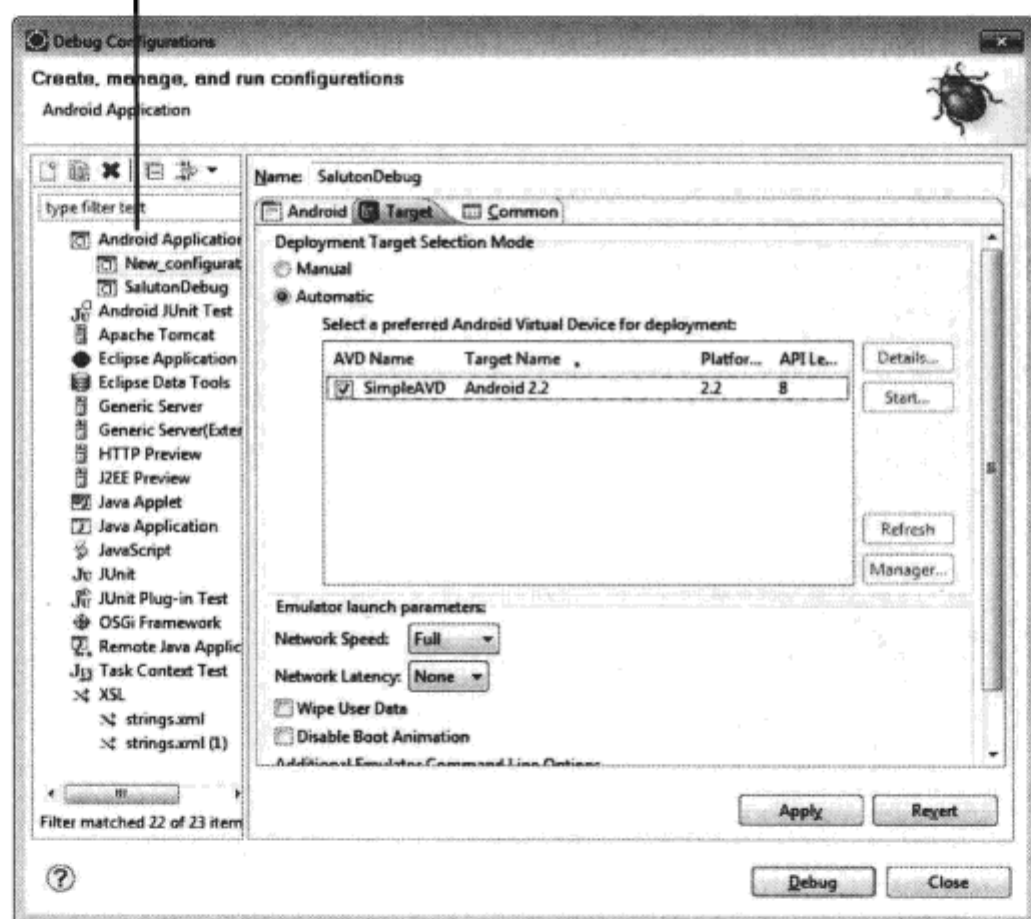 Debug Configurations
Create, manage, and run configurations
Android Application
type filter text
Android Application
New_configurat
SalutonDebug
Android JUnit Test
Apache Tomcat
Eclipse Application
Eclipse Data Tools
Generic Server
Generic Server(Exter
HTTP Preview
J2EE Preview
Java Applet
Java Application
JavaScript
JUnit
JUnit Plug-in Test
OSGi Framework
Remote Java Applic
Task Context Test
XSL
strings.xml
strings.xml (1)
Filter matched 22 of 23 item
Name: SalutonDebug
Android Target Common
Deployment Target Selection Mode
Manual
Automatic
Select a preferred Android Virtual Device for deployment:
AVD Name Target Name Platfor... API Le...
SimpleAVD Android 2.2 2.2 8
Details...
Start...
Refresh
Manager...
Emulator launch parameters:
Network Speed: Full
Network Latency: None
Wipe User Data
Disable Boot Animation
Additional Emulator Command Line Options
Apply Revert
Debug Close